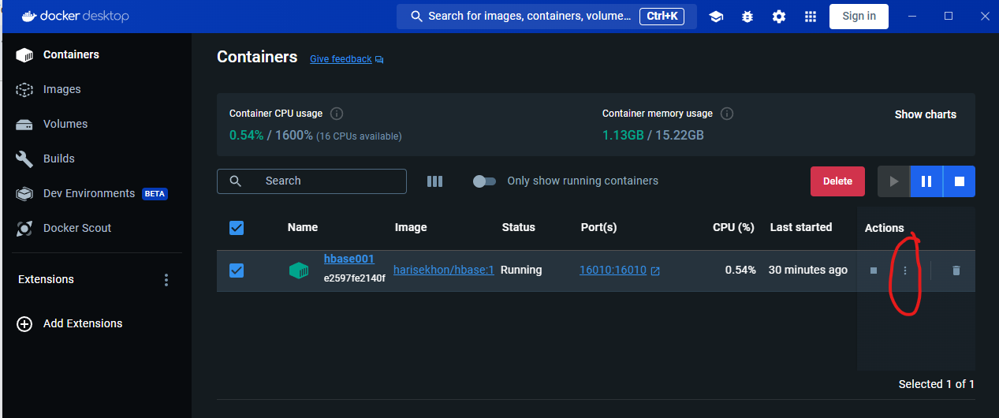 docker desktop
Search for images, containers, volume... Ctrl+K
Sign in
Containers
Images
Volumes
Builds
Dev Environments BETA
Docker Scout
Extensions
Add Extensions
Containers Give feedback
Container CPU usage
0.54% / 1600% (16 CPUs available)
Container memory usage
1.13GB / 15.22GB
Show charts
Search
Only show running containers
Delete
Name Image Status Port(s) CPU (%) Last started Actions
hbase001
e2597fe2140f
harisekhon/hbase:1 Running 16010:16010 0.54% 30 minutes ago
Selected 1 of 1